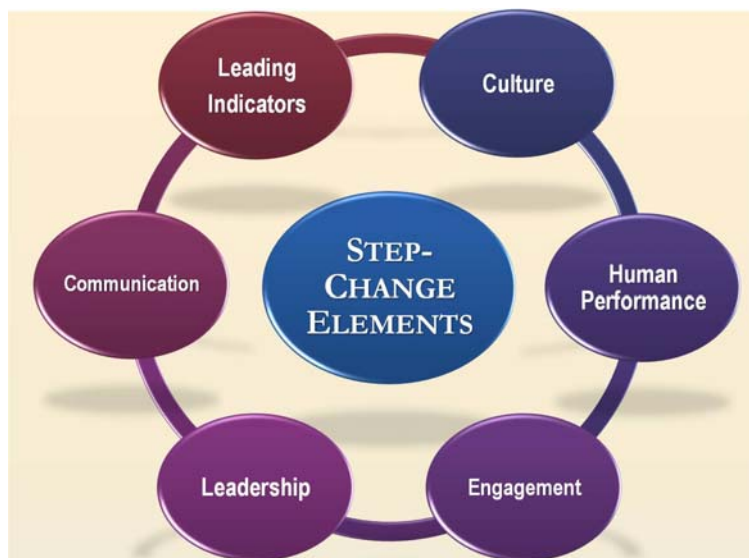 Leading
Indicators
Culture
Communication
STEP-
CHANGE
ELEMENTS
Human
Performance
Leadership
Engagement